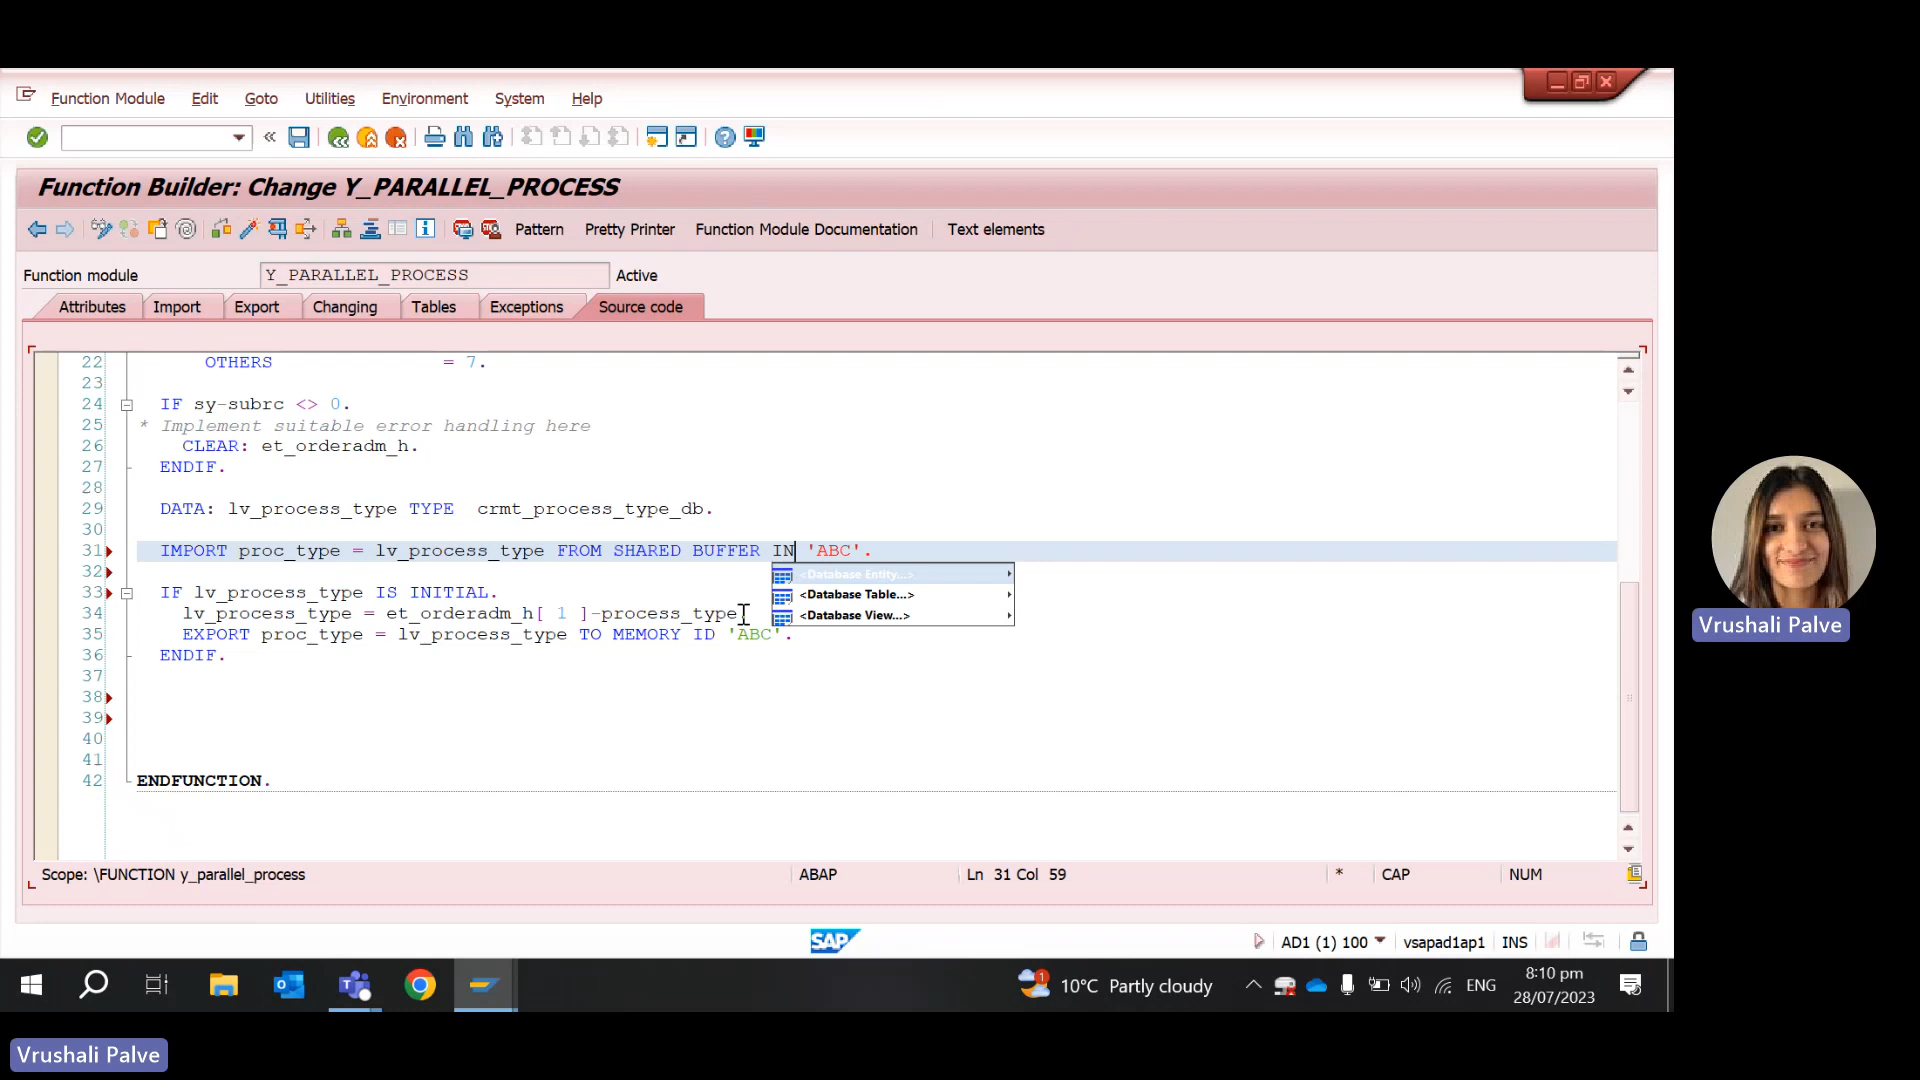 Function Module Edit Goto Utilities Environment System Help
Function Builder: Change Y_PARALLEL_PROCESS
Pattern Pretty Printer Function Module Documentation Text elements
Function module Y_PARALLEL_PROCESS Active
Attributes Import Export Changing Tables Exceptions Source code
22 OTHERS = 7.
23
24 IF sy-subrc <> 0.
25 * Implement suitable error handling here
26 CLEAR: et_orderadm_h.
27 ENDIF.
28
29 DATA: lv_process_type TYPE crmt_process_type_db.
30
31 IMPORT proc_type = lv_process_type FROM SHARED BUFFER IN 'ABC'.
<Database Entity...>
32
<Database Table...>
33 IF lv_process_type IS INITIAL.
<Database View...>
34 lv_process_type = et_orderadm_h[ 1 ]-process_type
35 EXPORT proc_type = lv_process_type TO MEMORY ID 'ABC'.
36 ENDIF.
37
38
39
40
41
42 ENDFUNCTION.
Scope: \FUNCTION y_parallel_process ABAP Ln 31 Col 59 * CAP NUM
SAP AD1 (1) 100 vsapad1ap1 INS
1 10°C Partly cloudy ENG 8:10 pm
28/07/2023
Vrushali Palve
Vrushali Palve